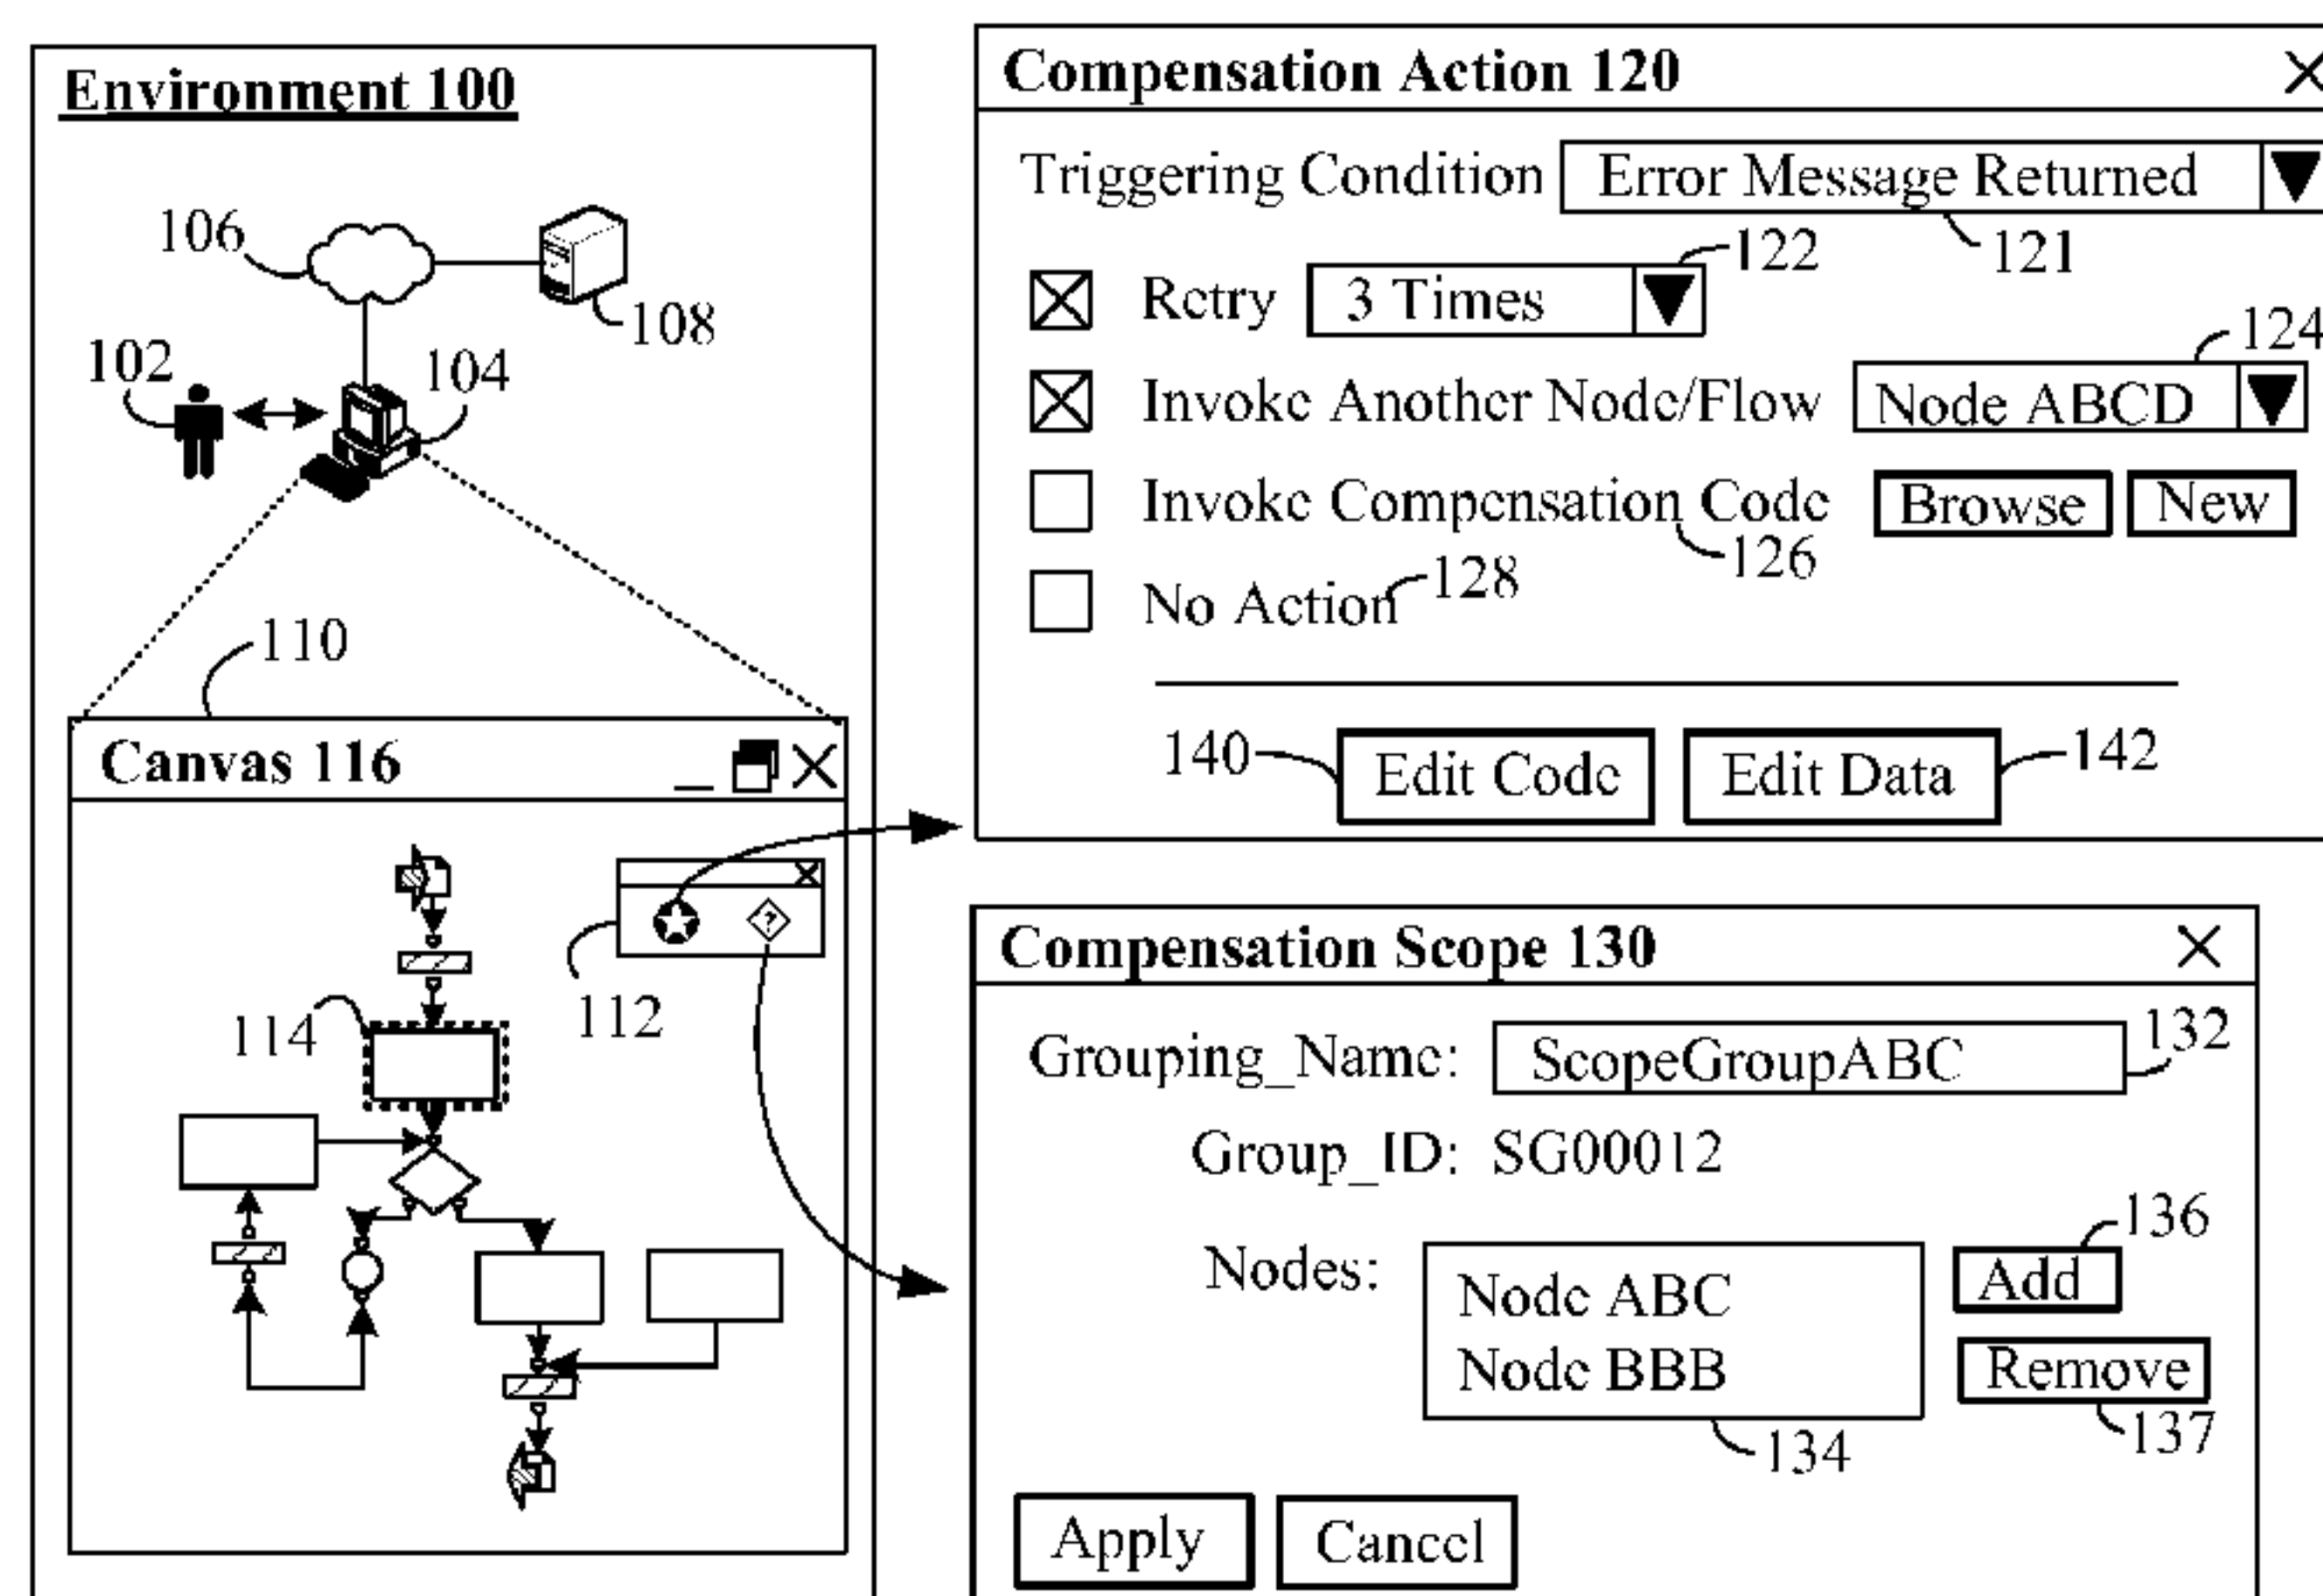 Environment 100
106
108
102
104
110
Canvas 116
112
114
Compensation Action 120
Triggering Condition Error Message Returned
121
122
Retry 3 Times
124
Invoke Another Node/Flow Node ABCD
Invoke Compensation Code Browse New
126
No Action 128
140 Edit Code Edit Data 142
Compensation Scope 130
Grouping_Name: ScopeGroupABC 132
Group_ID: SG00012
136
Nodes: Node ABC Add
Node BBB Remove
134 137
Apply Cancel